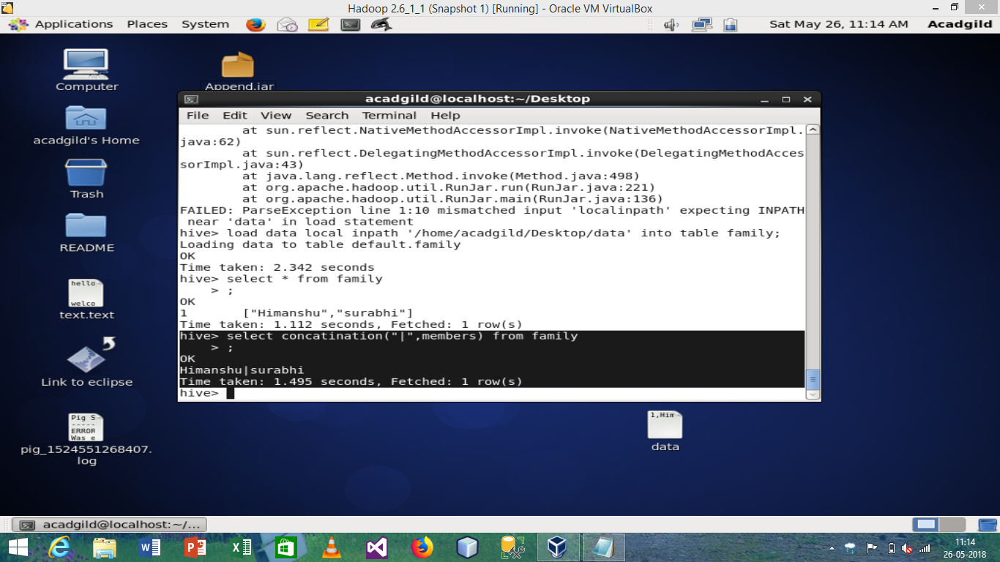 Hadoop 2.6_1_1 (Snapshot 1) [Running] - Oracle VM VirtualBox
Applications Places System
Sat May 26, 11:14 AM Acadgild
Computer
Append.jar
acadgild's Home
Trash
README
hello
welco
text.text
Link to eclipse
Pig S
-----
ERROR
Was e
pig_1524551268407.
log
acadgild@localhost:~/Desktop
File Edit View Search Terminal Help
at sun.reflect.NativeMethodAccessorImpl.invoke(NativeMethodAccessorImpl.
java:62)
at sun.reflect.DelegatingMethodAccessorImpl.invoke(DelegatingMethodAcces
sorImpl.java:43)
at java.lang.reflect.Method.invoke(Method.java:498)
at org.apache.hadoop.util.RunJar.run(RunJar.java:221)
at org.apache.hadoop.util.RunJar.main(RunJar.java:136)
FAILED: ParseException line 1:10 mismatched input 'localinpath' expecting INPATH
near 'data' in load statement
hive> load data local inpath '/home/acadgild/Desktop/data' into table family;
Loading data to table default.family
OK
Time taken: 2.342 seconds
hive> select * from family
> ;
OK
1 ["Himanshu","surabhi"]
Time taken: 1.112 seconds, Fetched: 1 row(s)
hive> select concatination("|",members) from family
> ;
OK
Himanshu|surabhi
Time taken: 1.495 seconds, Fetched: 1 row(s)
hive>
1,Him
data
acadgild@localhost:~/...
11:14
26-05-2018